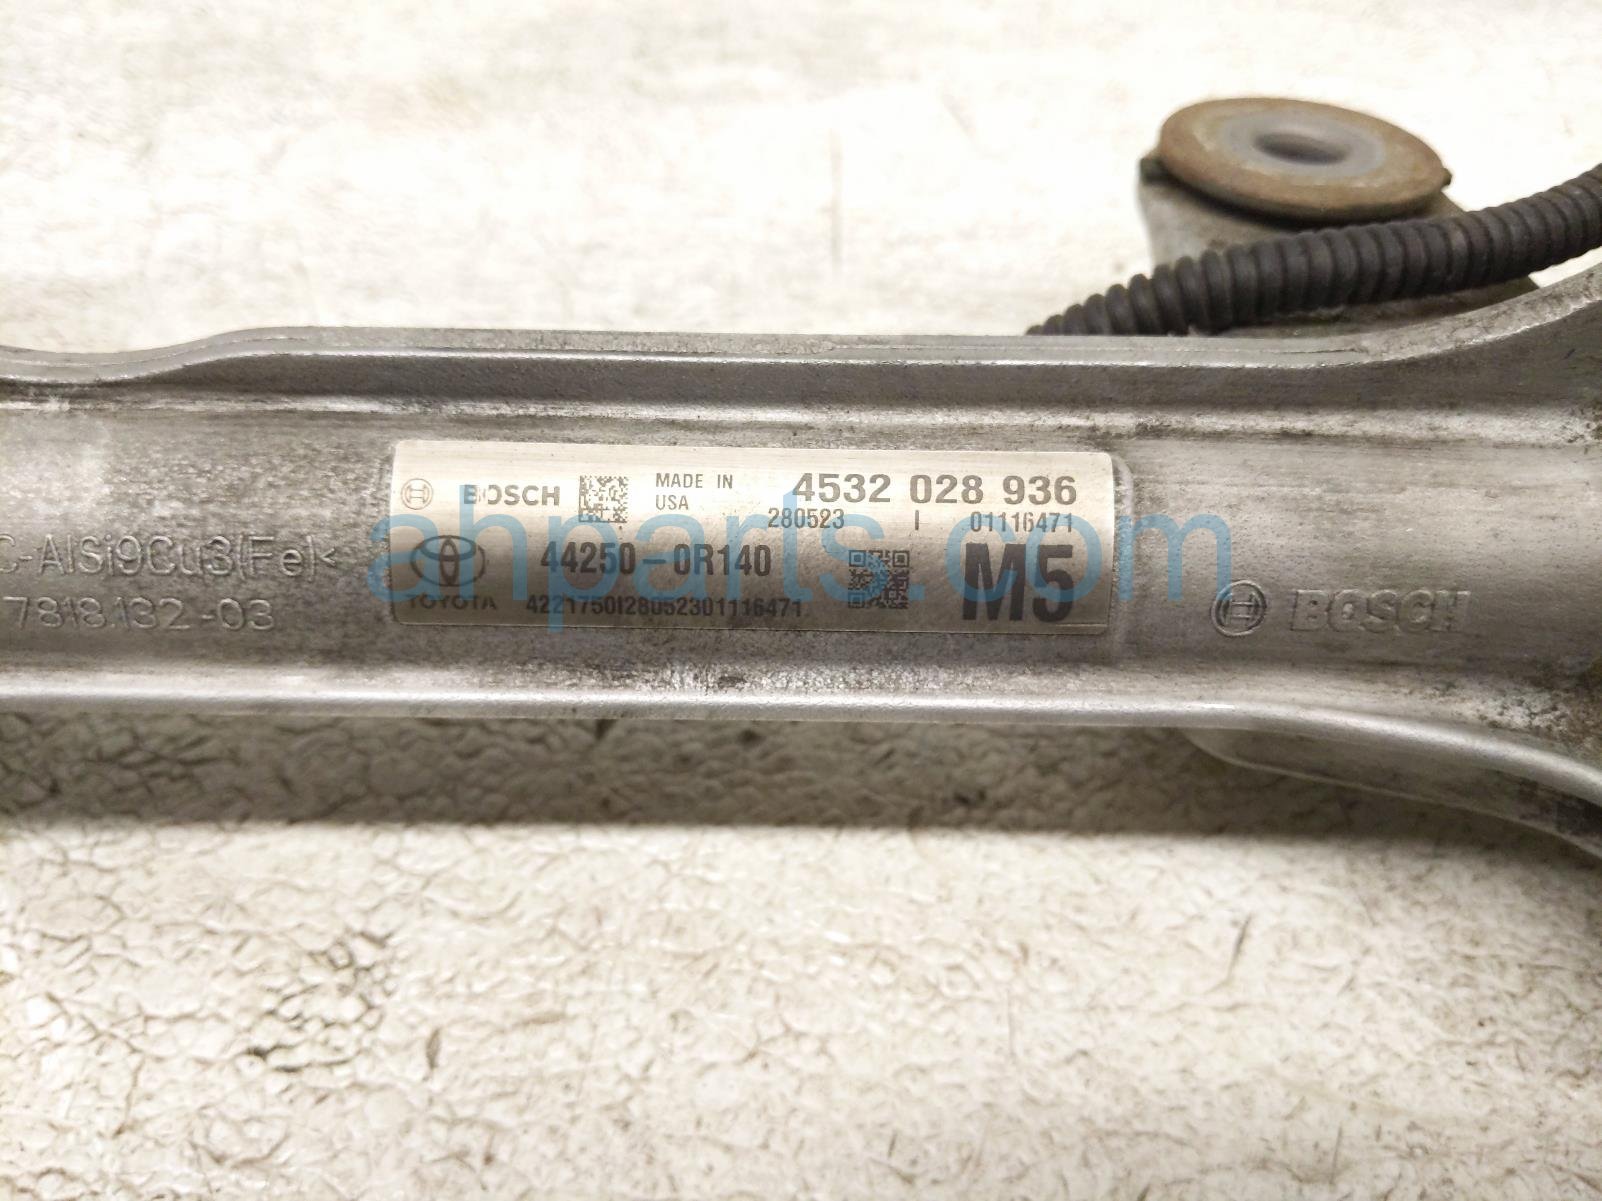 BOSCH MADE IN USA 4532 028 936
280523 I 01116471
TOYOTA 44250-0R140 M5
4221750I28052301116471
C-AlSi9Cu3(Fe)<
7818.132-03
BOSCH
ahparts.com